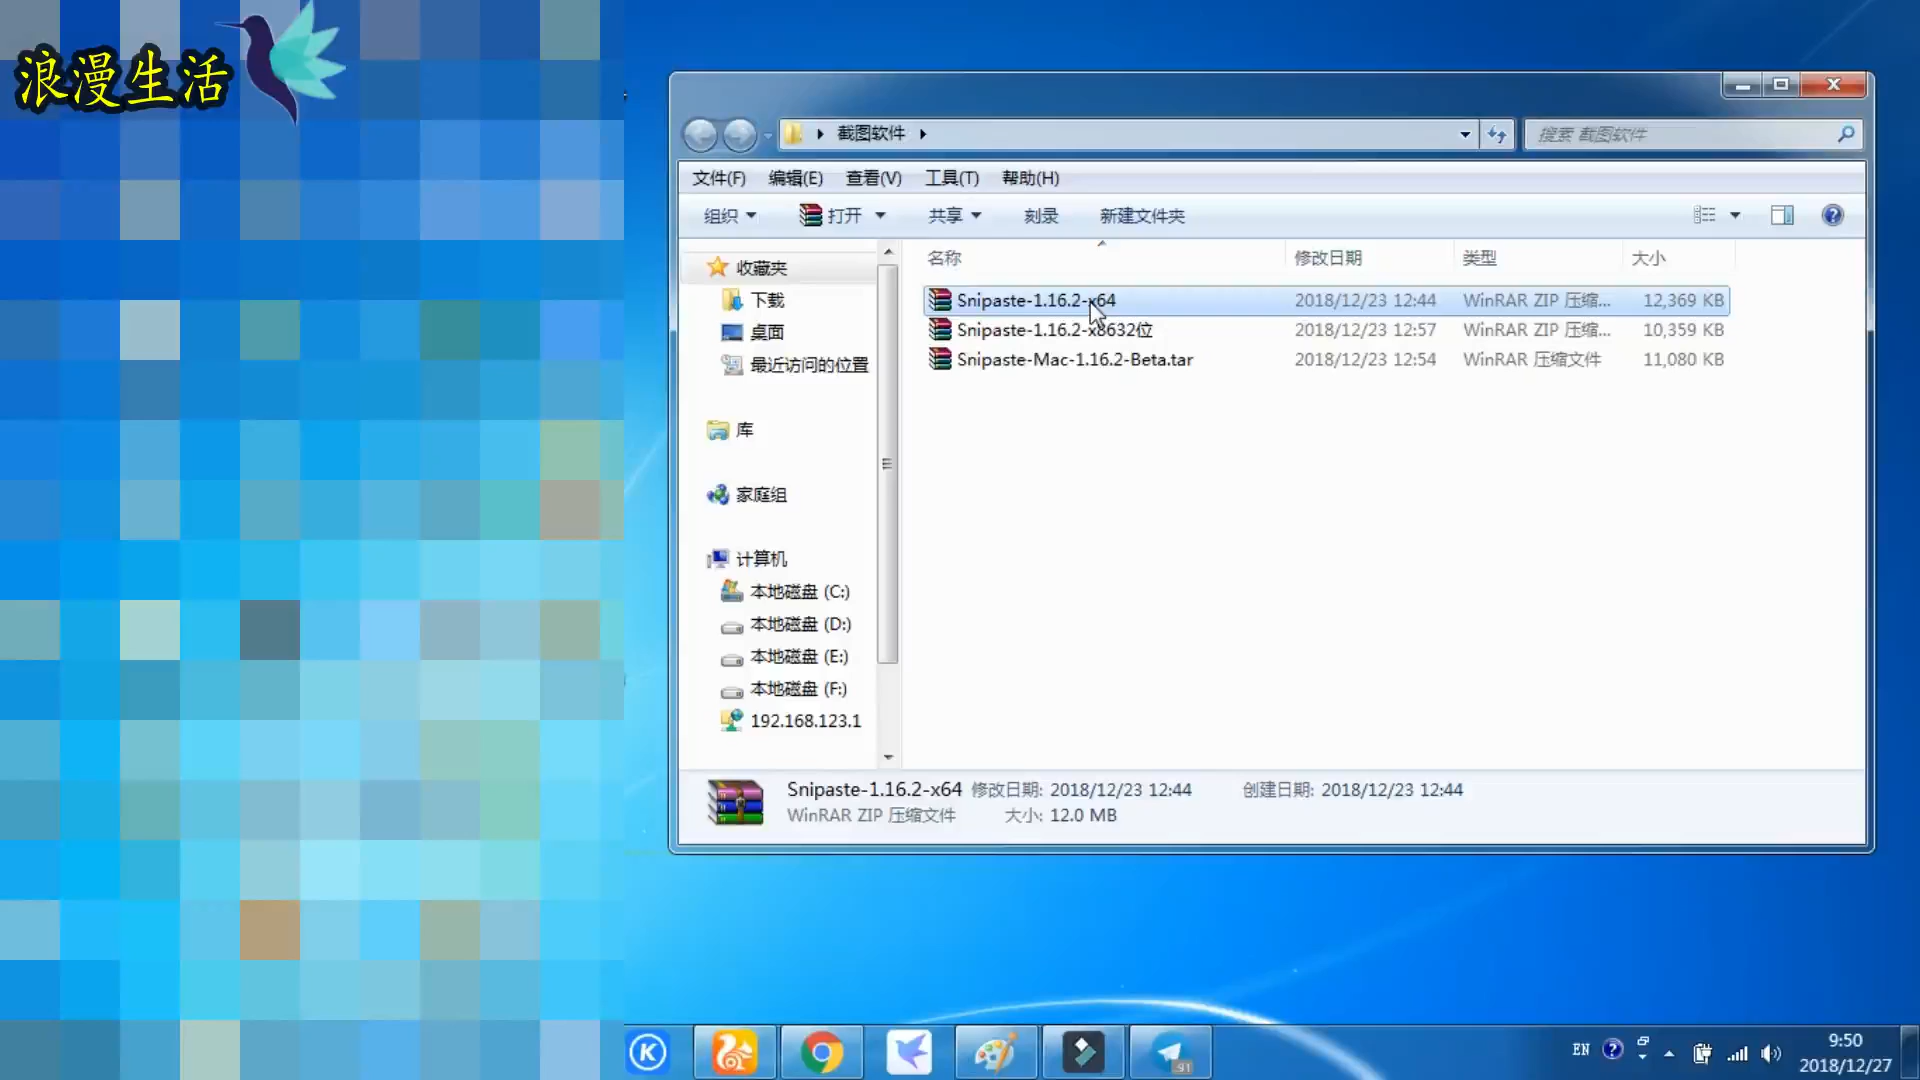 浪漫生活
截图软件
搜索 截图软件
文件(F) 编辑(E) 查看(V) 工具(T) 帮助(H)
组织 打开 共享 刻录 新建文件夹
名称 修改日期 类型 大小
Snipaste-1.16.2-x64 2018/12/23 12:44 WinRAR ZIP 压缩... 12,369 KB
Snipaste-1.16.2-x8632位 2018/12/23 12:57 WinRAR ZIP 压缩... 10,359 KB
Snipaste-Mac-1.16.2-Beta.tar 2018/12/23 12:54 WinRAR 压缩文件 11,080 KB
收藏夹
下载
桌面
最近访问的位置
库
家庭组
计算机
本地磁盘 (C:)
本地磁盘 (D:)
本地磁盘 (E:)
本地磁盘 (F:)
192.168.123.1
Snipaste-1.16.2-x64 修改日期: 2018/12/23 12:44 创建日期: 2018/12/23 12:44
WinRAR ZIP 压缩文件 大小: 12.0 MB
K
91
EN
9:50
2018/12/27